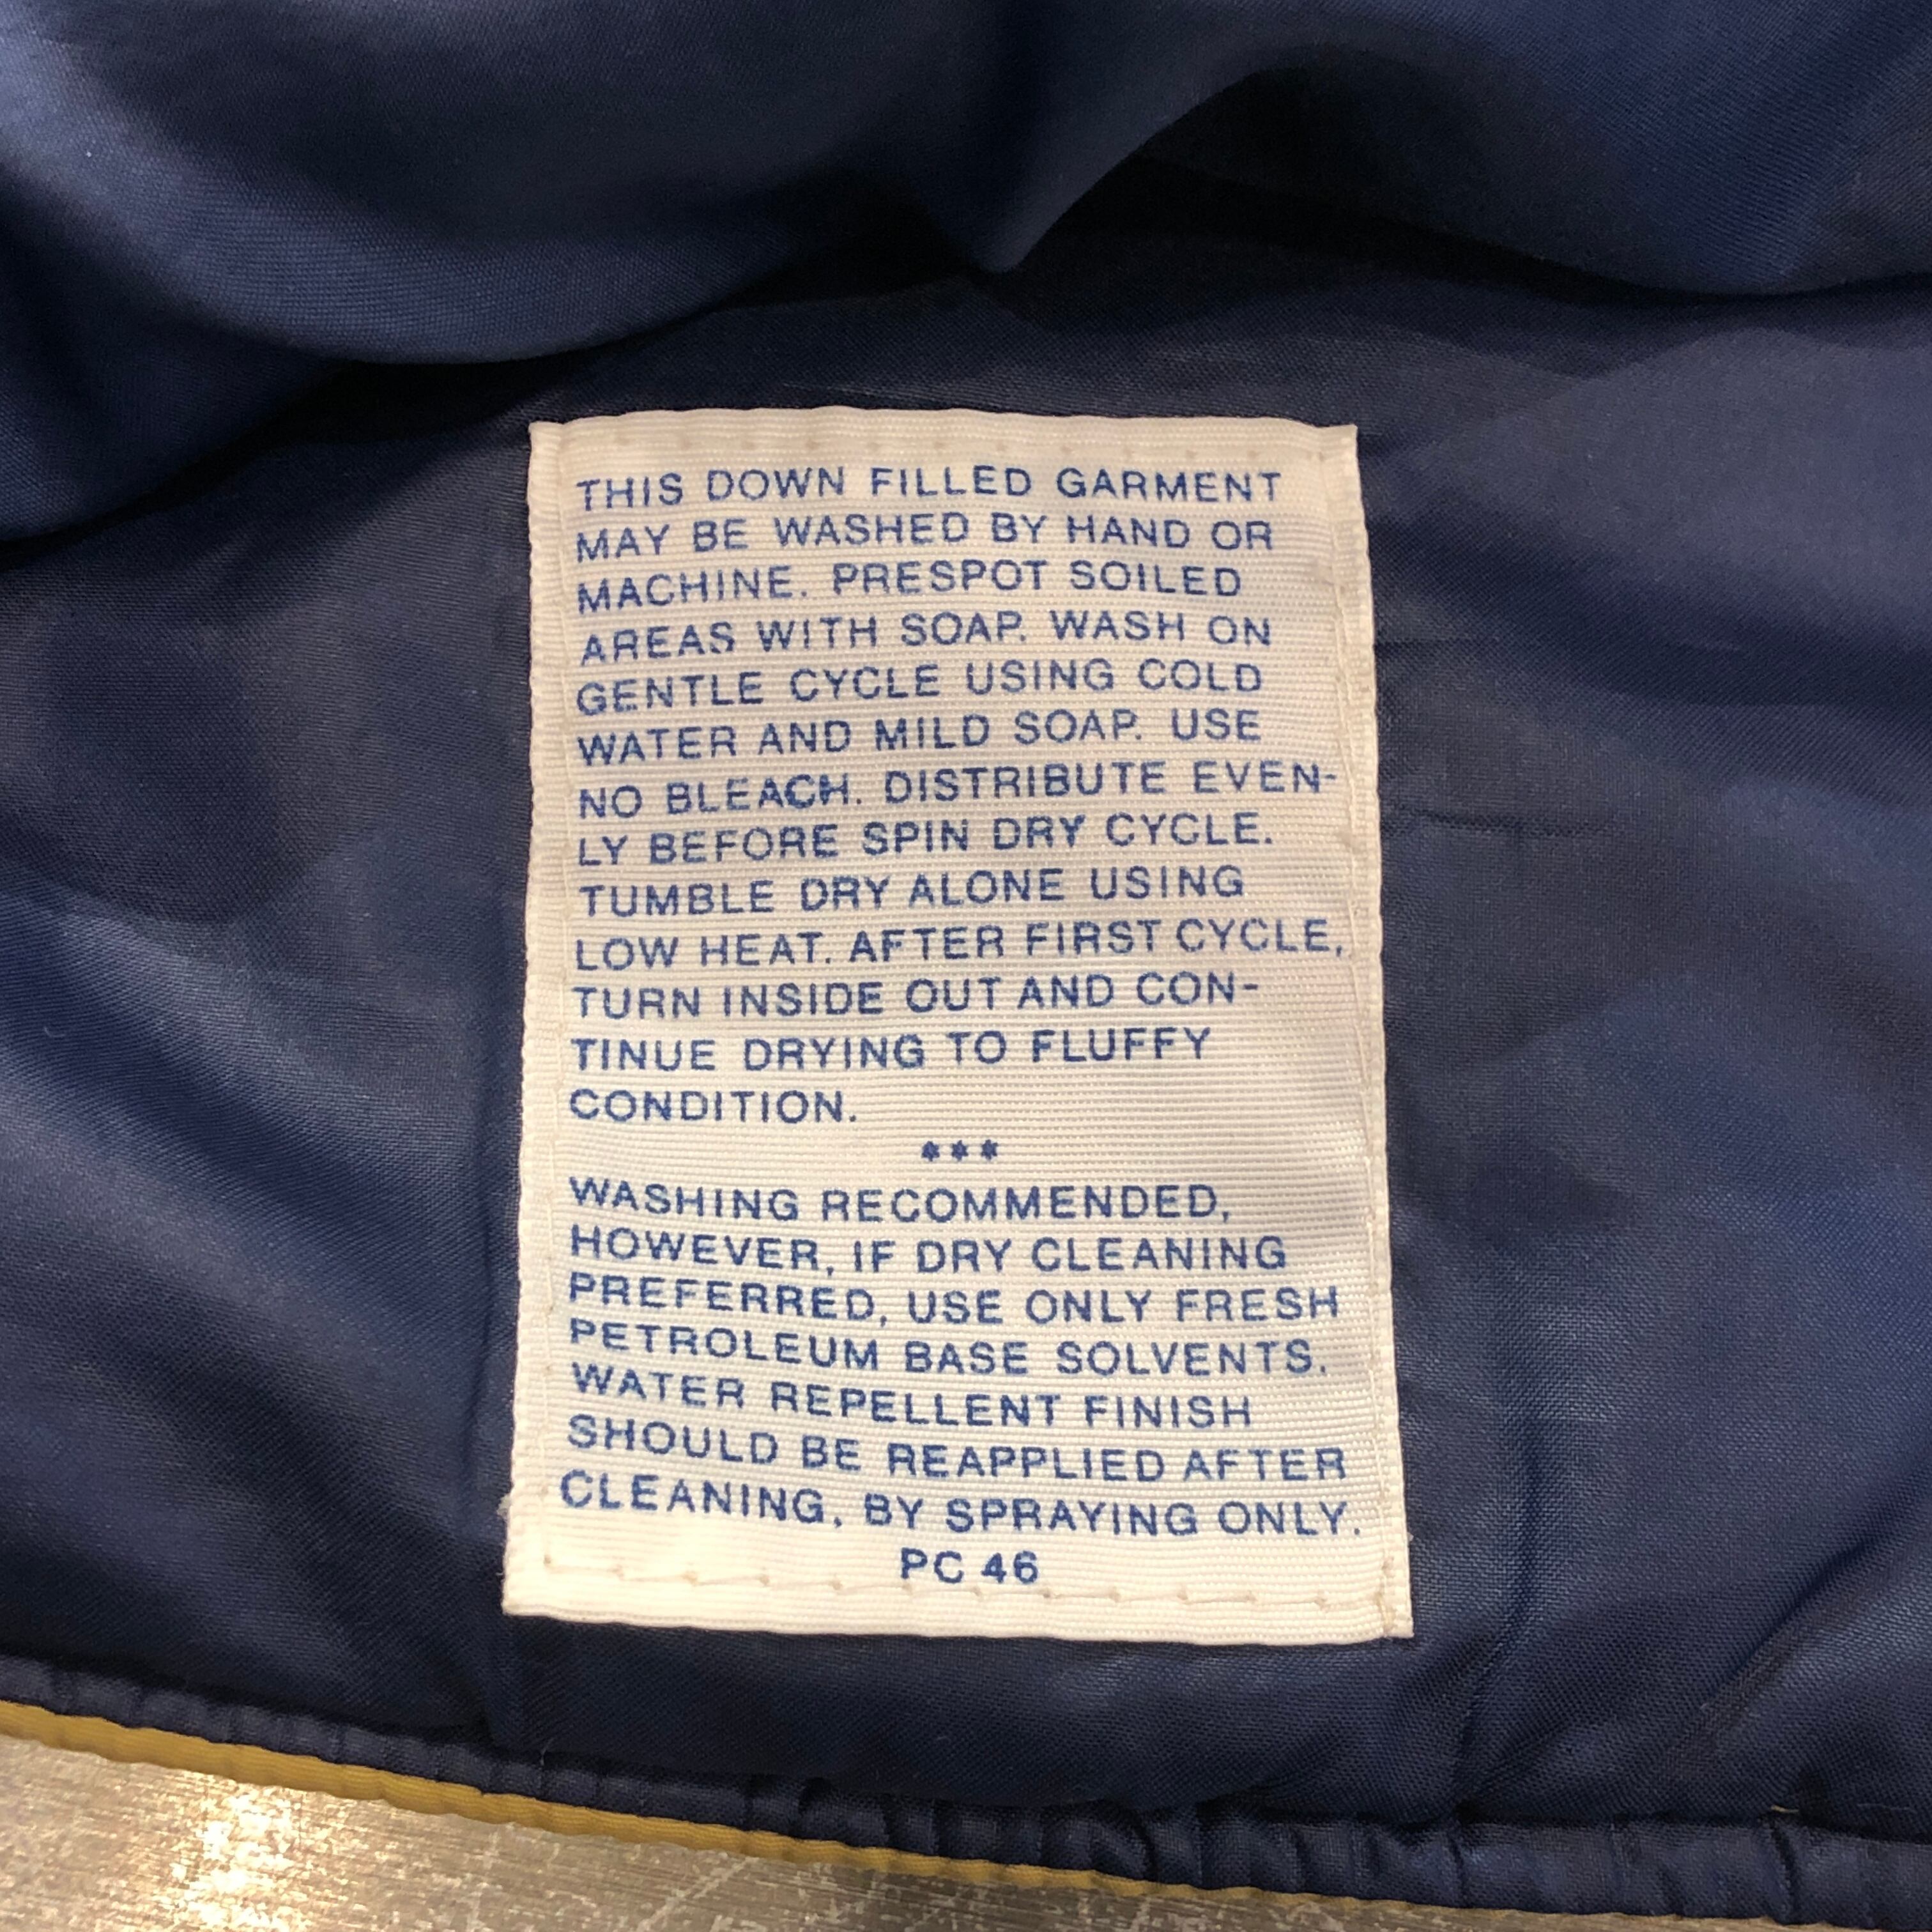 THIS DOWN FILLED GARMENT
MAY BE WASHED BY HAND OR
MACHINE. PRESPOT SOILED
AREAS WITH SOAP. WASH ON
GENTLE CYCLE USING COLD
WATER AND MILD SOAP. USE
NO BLEACH. DISTRIBUTE EVEN-
LY BEFORE SPIN DRY CYCLE.
TUMBLE DRY ALONE USING
LOW HEAT. AFTER FIRST CYCLE,
TURN INSIDE OUT AND CON-
TINUE DRYING TO FLUFFY
CONDITION.
***
WASHING RECOMMENDED,
HOWEVER, IF DRY CLEANING
PREFERRED, USE ONLY FRESH
PETROLEUM BASE SOLVENTS.
WATER REPELLENT FINISH
SHOULD BE REAPPLIED AFTER
CLEANING, BY SPRAYING ONLY.
PC 46